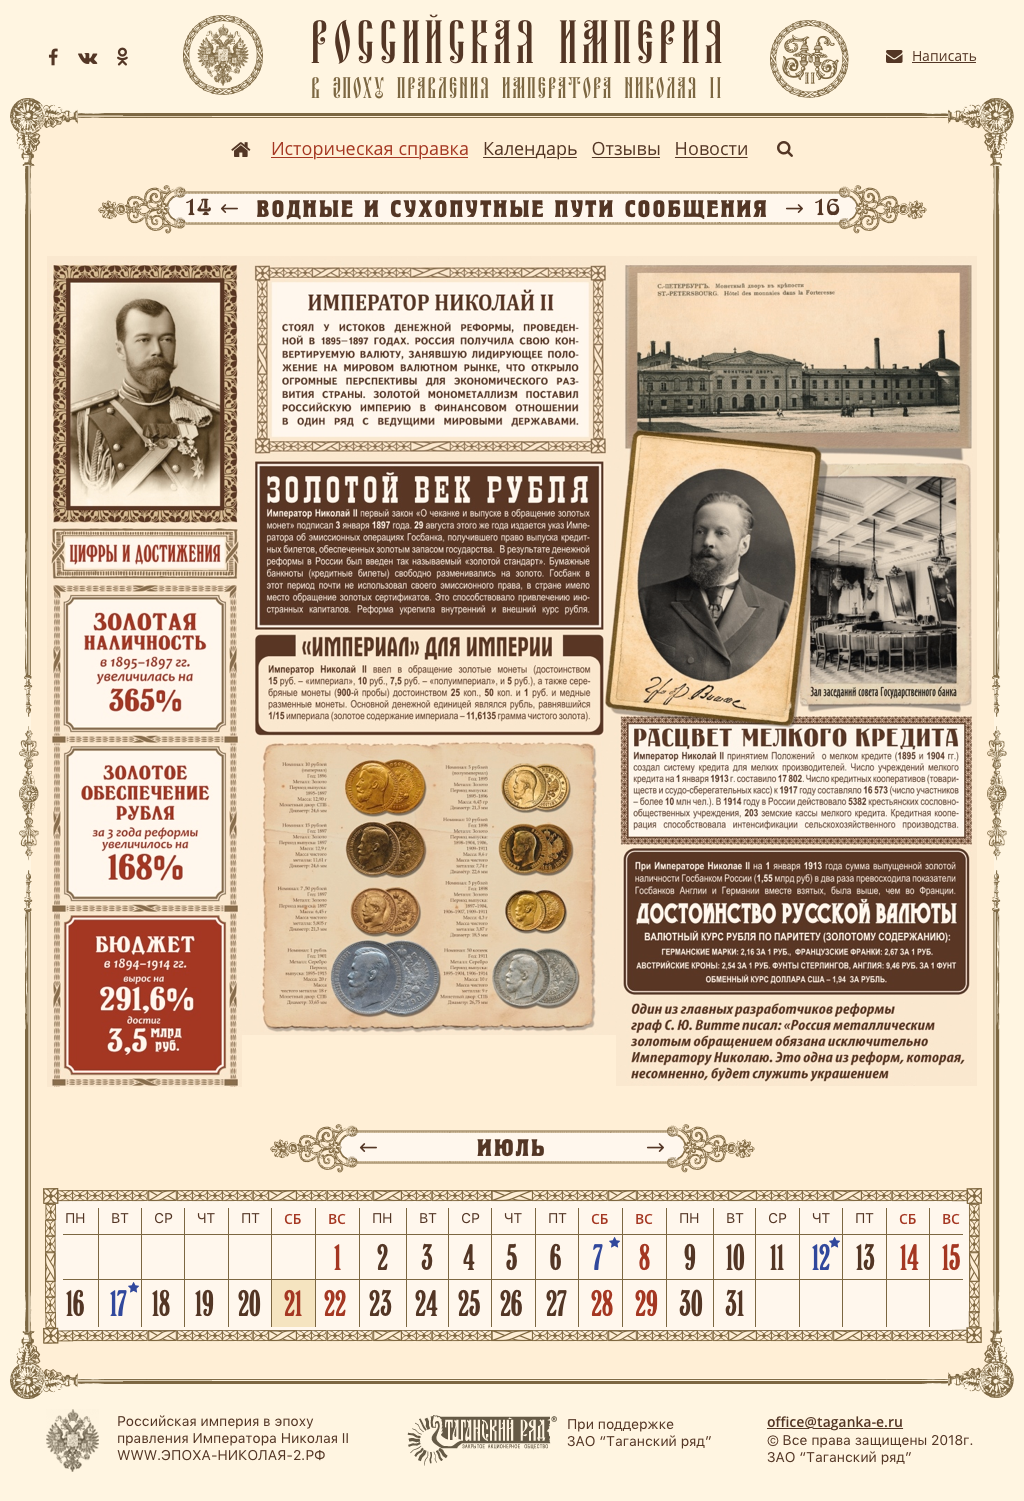 РОССИЙСКАЯ ИМПЕРИЯ
В ЭПОХУ ПРАВЛЕНИЯ ИМПЕРАТОРА НИКОЛАЯ II
Написать
Историческая справка Календарь Отзывы Новости
14 ← ВОДНЫЕ И СУХОПУТНЫЕ ПУТИ СООБЩЕНИЯ → 16
ЦИФРЫ И ДОСТИЖЕНИЯ
ЗОЛОТАЯ
НАЛИЧНОСТЬ
в 1895–1897 гг.
увеличилась на
365%
ЗОЛОТОЕ
ОБЕСПЕЧЕНИЕ
РУБЛЯ
за 3 года реформы
увеличилось на
168%
БЮДЖЕТ
в 1894–1914 гг.
вырос на
291,6%
достиг
3,5 млрд
руб.
ИМПЕРАТОР НИКОЛАЙ II
СТОЯЛ У ИСТОКОВ ДЕНЕЖНОЙ РЕФОРМЫ, ПРОВЕДЕН-
НОЙ В 1895–1897 ГОДАХ. РОССИЯ ПОЛУЧИЛА СВОЮ КОН-
ВЕРТИРУЕМУЮ ВАЛЮТУ, ЗАНЯВШУЮ ЛИДИРУЮЩЕЕ ПОЛО-
ЖЕНИЕ НА МИРОВОМ ВАЛЮТНОМ РЫНКЕ, ЧТО ОТКРЫЛО
ОГРОМНЫЕ ПЕРСПЕКТИВЫ ДЛЯ ЭКОНОМИЧЕСКОГО РАЗ-
ВИТИЯ СТРАНЫ. ЗОЛОТОЙ МОНОМЕТАЛЛИЗМ ПОСТАВИЛ
РОССИЙСКУЮ ИМПЕРИЮ В ФИНАНСОВОМ ОТНОШЕНИИ
В ОДИН РЯД С ВЕДУЩИМИ МИРОВЫМИ ДЕРЖАВАМИ.
ЗОЛОТОЙ ВЕК РУБЛЯ
Император Николай II первый закон «О чеканке и выпуске в обращение золотых
монет» подписал 3 января 1897 года. 29 августа этого же года издается указ Импе-
ратора об эмиссионных операциях Госбанка, получившего право выпуска кредит-
ных билетов, обеспеченных золотым запасом государства. В результате денежной
реформы в России был введен так называемый «золотой стандарт». Бумажные
банкноты (кредитные билеты) свободно разменивались на золото. Госбанк в
этот период почти не использовал своего эмиссионного права, в стране имело
место обращение золотых сертификатов. Это способствовало привлечению ино-
странных капиталов. Реформа укрепила внутренний и внешний курс рубля.
«ИМПЕРИАЛ» ДЛЯ ИМПЕРИИ
Император Николай II ввел в обращение золотые монеты (достоинством
15 руб. – «империал», 10 руб., 7,5 руб. – «полуимпериал», и 5 руб.), а также сере-
бряные монеты (900-й пробы) достоинством 25 коп., 50 коп. и 1 руб. и медные
разменные монеты. Основной денежной единицей являлся рубль, равнявшийся
1/15 империала (золотое содержание империала – 11,6135 грамма чистого золота).
С.-ПЕТЕРБУРГЪ. Монетный дворъ въ крѣпости
ST.-PETERSBOURG. Hôtel des monnaies dans la Forteresse
МОНЕТНЫЙ ДВОРЪ
Зал заседаний совета Государственного банка
РАСЦВЕТ МЕЛКОГО КРЕДИТА
Император Николай II принятием Положений о мелком кредите (1895 и 1904 гг.)
создал систему кредита для мелких производителей. Число учреждений мелкого
кредита на 1 января 1913 г. составило 17 802. Число кредитных кооперативов (товари-
ществ и ссудо-сберегательных касс) к 1917 году составляло 16 573 (число участников
– более 10 млн чел.). В 1914 году в России действовало 5382 крестьянских сословно-
общественных учреждения, 203 земские кассы мелкого кредита. Кредитная коопе-
рация способствовала интенсификации сельскохозяйственного производства.
При Императоре Николае II на 1 января 1913 года сумма выпущенной золотой
наличности Госбанком России (1,55 млрд руб) в два раза превосходила показатели
Госбанков Англии и Германии вместе взятых, была выше, чем во Франции.
ДОСТОИНСТВО РУССКОЙ ВАЛЮТЫ
ВАЛЮТНЫЙ КУРС РУБЛЯ ПО ПАРИТЕТУ (ЗОЛОТОМУ СОДЕРЖАНИЮ):
ГЕРМАНСКИЕ МАРКИ: 2,16 ЗА 1 РУБ., ФРАНЦУЗСКИЕ ФРАНКИ: 2,67 ЗА 1 РУБ.
АВСТРИЙСКИЕ КРОНЫ: 2,54 ЗА 1 РУБ. ФУНТЫ СТЕРЛИНГОВ, АНГЛИЯ: 9,46 РУБ. ЗА 1 ФУНТ
ОБМЕННЫЙ КУРС ДОЛЛАРА США – 1,94 ЗА РУБЛЬ.
Один из главных разработчиков реформы
граф С. Ю. Витте писал: «Россия металлическим
золотым обращением обязана исключительно
Императору Николаю. Это одна из реформ, которая,
несомненно, будет служить украшением
← ИЮЛЬ →
ПН ВТ СР ЧТ ПТ СБ ВС ПН ВТ СР ЧТ ПТ СБ ВС ПН ВТ СР ЧТ ПТ СБ ВС
1 2 3 4 5 6 7 8 9 10 11 12 13 14 15
16 17 18 19 20 21 22 23 24 25 26 27 28 29 30 31
Российская империя в эпоху
правления Императора Николая II
WWW.ЭПОХА-НИКОЛАЯ-2.РФ
ТАГАНСКИЙ РЯД®
ЗАКРЫТОЕ АКЦИОНЕРНОЕ ОБЩЕСТВО
При поддержке
ЗАО “Таганский ряд”
office@taganka-e.ru
© Все права защищены 2018г.
ЗАО “Таганский ряд”